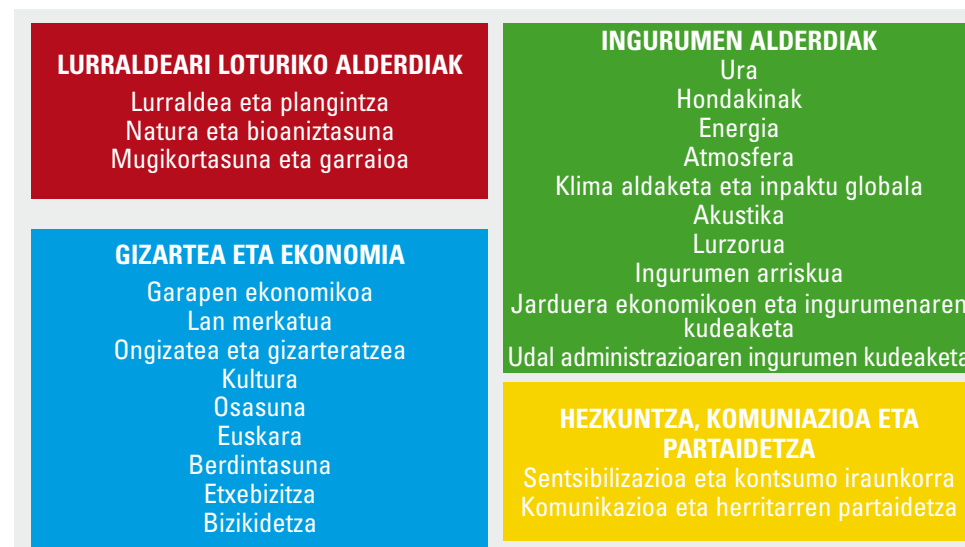 LURRALDEARI LOTURIKO ALDERDIAK
Lurraldea eta plangintza
Natura eta bioaniztasuna
Mugikortasuna eta garraioa
GIZARTEA ETA EKONOMIA
Garapen ekonomikoa
Lan merkatua
Ongizatea eta gizarteratzea
Kultura
Osasuna
Euskara
Berdintasuna
Etxebizitza
Bizikidetza
INGURUMEN ALDERDIAK
Ura
Hondakinak
Energia
Atmosfera
Klima aldaketa eta inpaktu globala
Akustika
Lurzorua
Ingurumen arriskua
Jarduera ekonomikoen eta ingurumenaren
kudeaketa
Udal administrazioaren ingurumen kudeaketa
HEZKUNTZA, KOMUNIAZIOA ETA
PARTAIDETZA
Sentsibilizazioa eta kontsumo iraunkorra
Komunikazioa eta herritarren partaidetza